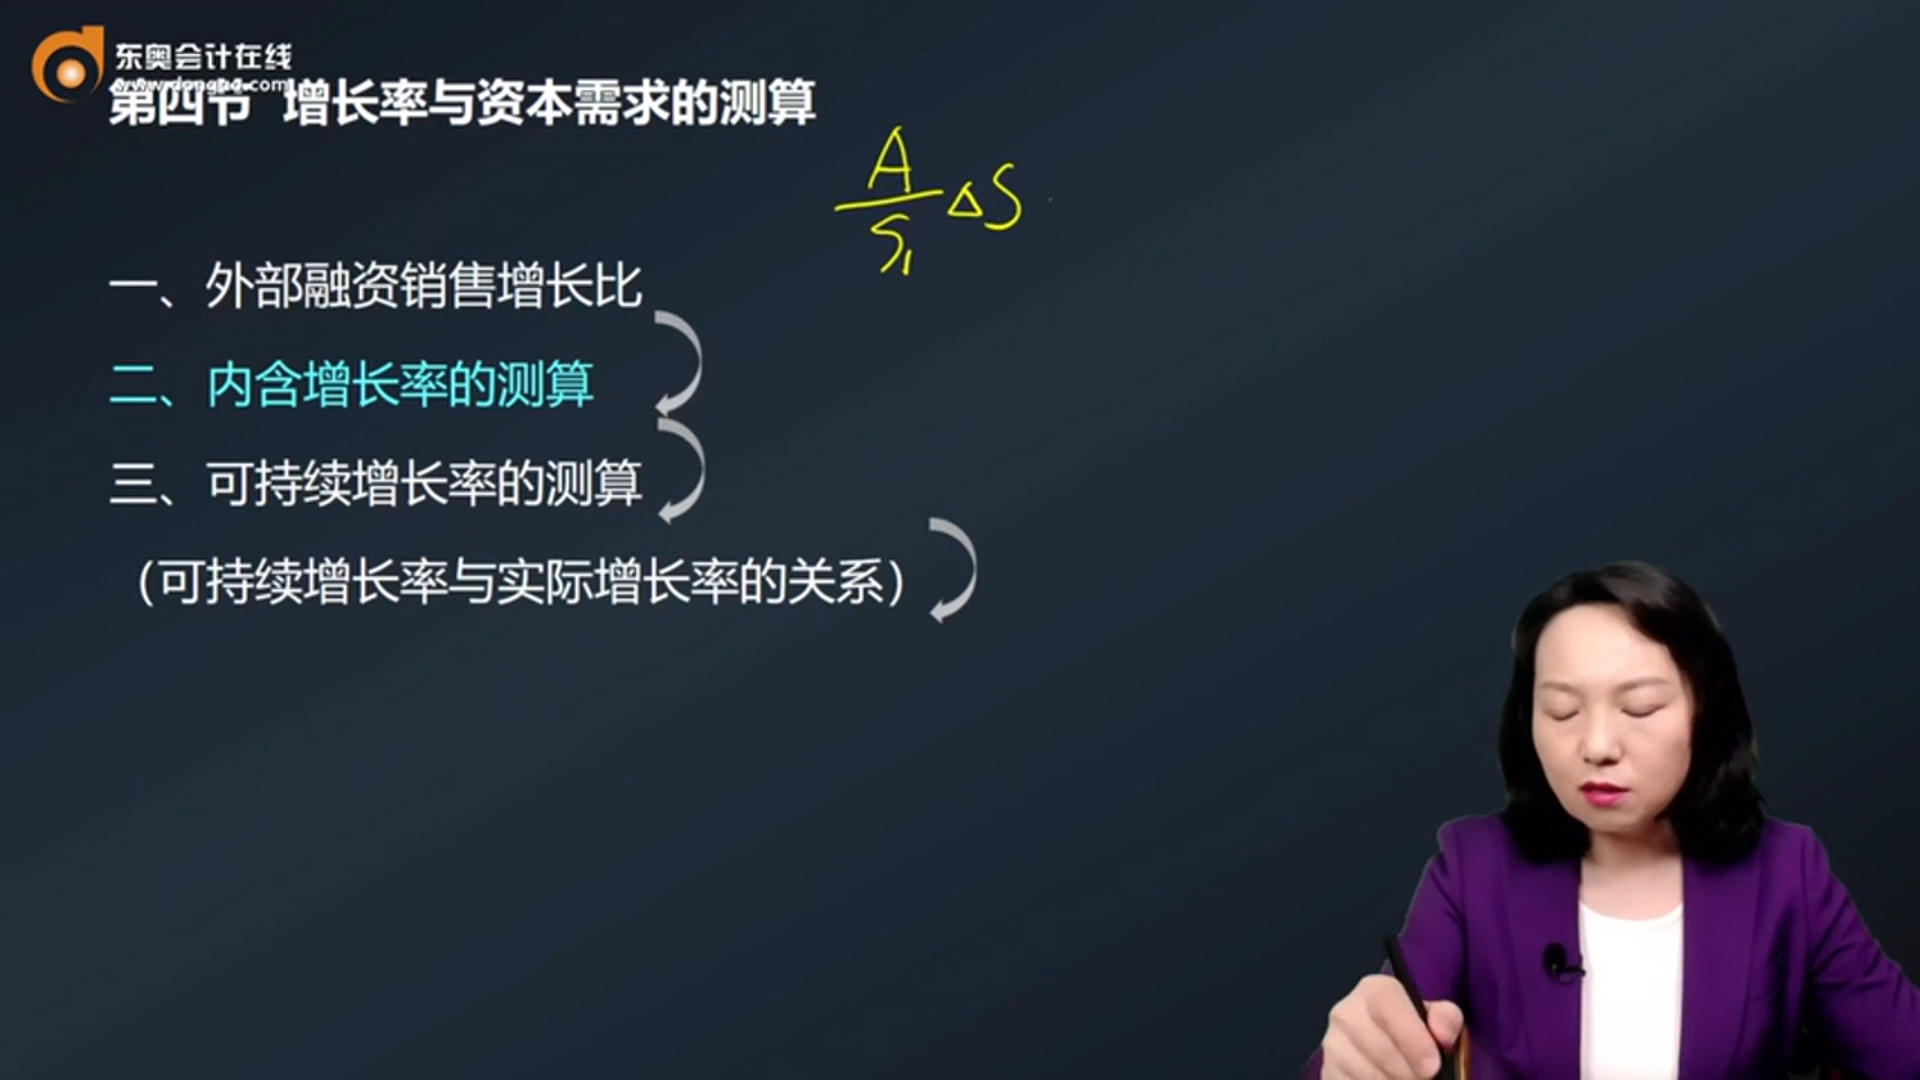 东奥会计在线
www.dongao.com
第四节 增长率与资本需求的测算
A
S₁
△S
一、外部融资销售增长比
二、内含增长率的测算
三、可持续增长率的测算
（可持续增长率与实际增长率的关系）